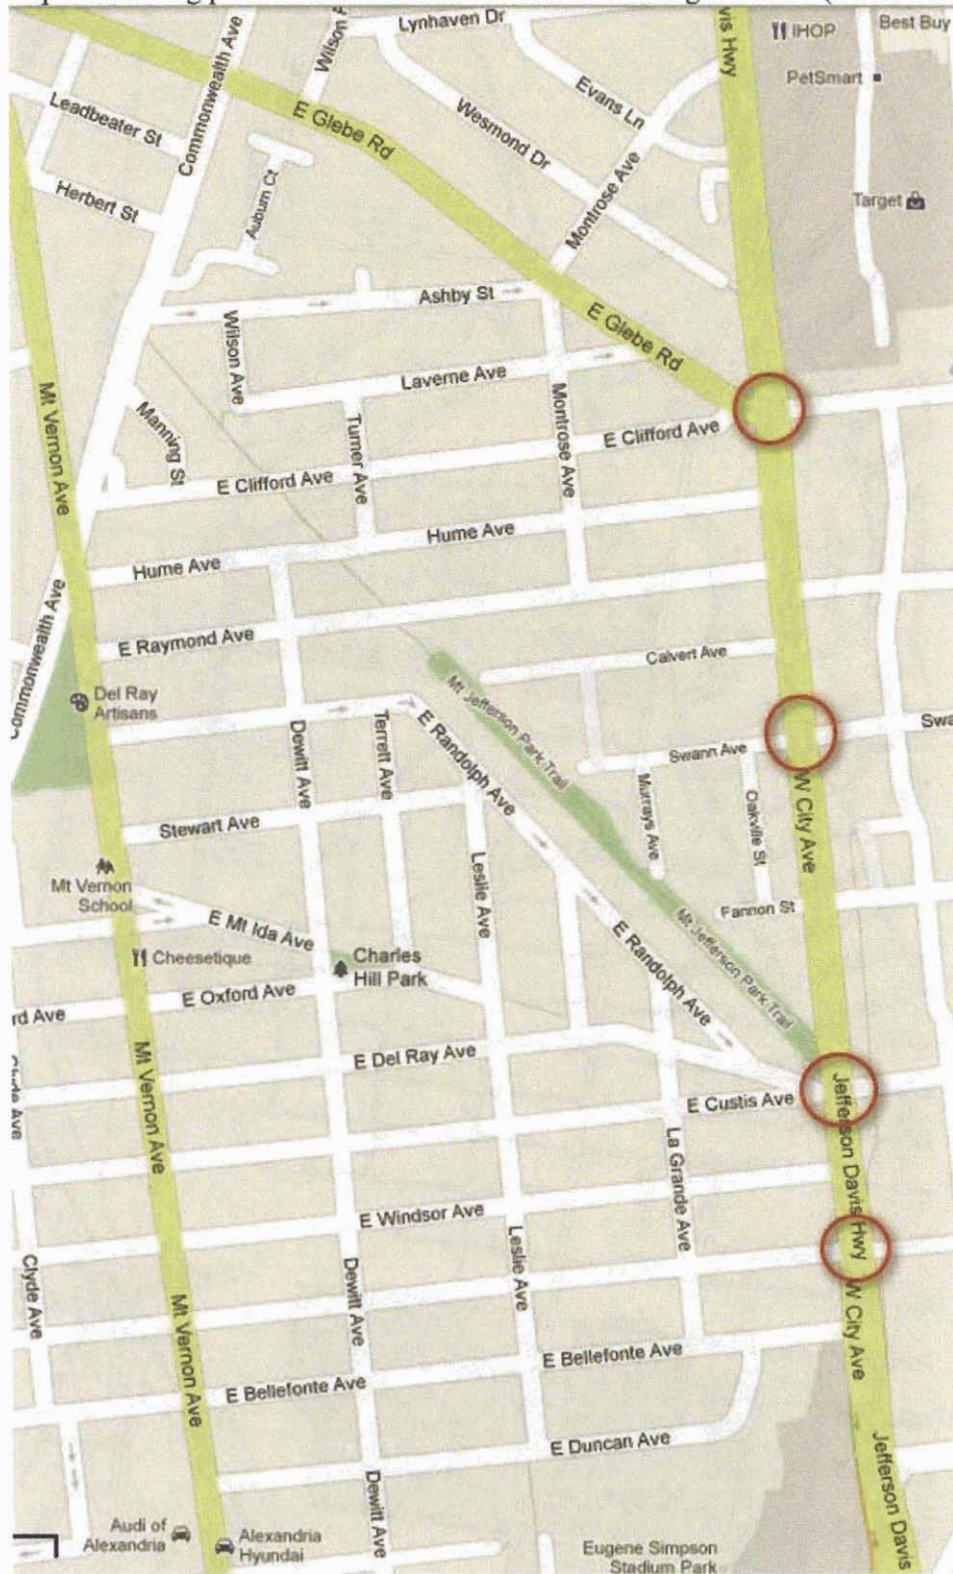 Lynhaven Dr
vis Hwy
IHOP
Best Buy
PetSmart
Commonwealth Ave
Wilson
E Glebe Rd
Evans Ln
Wesmond Dr
Leadbeater St
Herbert St
Auburn Ct
Montrose Ave
Target
Ashby St
E Glebe Rd
Wilson Ave
Laverne Ave
Mt Vernon Ave
Manning St
Turner Ave
Montrose Ave
E Clifford Ave
E Clifford Ave
Hume Ave
Hume Ave
Commonwealth Ave
E Raymond Ave
Calvert Ave
Del Ray
Artisans
Mt Jefferson Park Trail
E Randolph Ave
Swann Ave
Swa
Dewitt Ave
Terrett Ave
Murrays Ave
Oakville St
W City Ave
Stewart Ave
Leslie Ave
Mt Vernon
School
Fannon St
E Mt Ida Ave
E Randolph Ave
Mt Jefferson Park Trail
Cheesetique
Charles
Hill Park
E Oxford Ave
rd Ave
E Del Ray Ave
Mt Vernon Ave
E Custis Ave
Jefferson Davis Hwy
La Grande Ave
E Windsor Ave
Leslie Ave
Clyde Ave
Dewitt Ave
Mt Vernon Ave
W City Ave
E Bellefonte Ave
E Bellefonte Ave
E Duncan Ave
Jefferson Davis
Dewitt Ave
Audi of
Alexandria
Alexandria
Hyundai
Eugene Simpson
Stadium Park